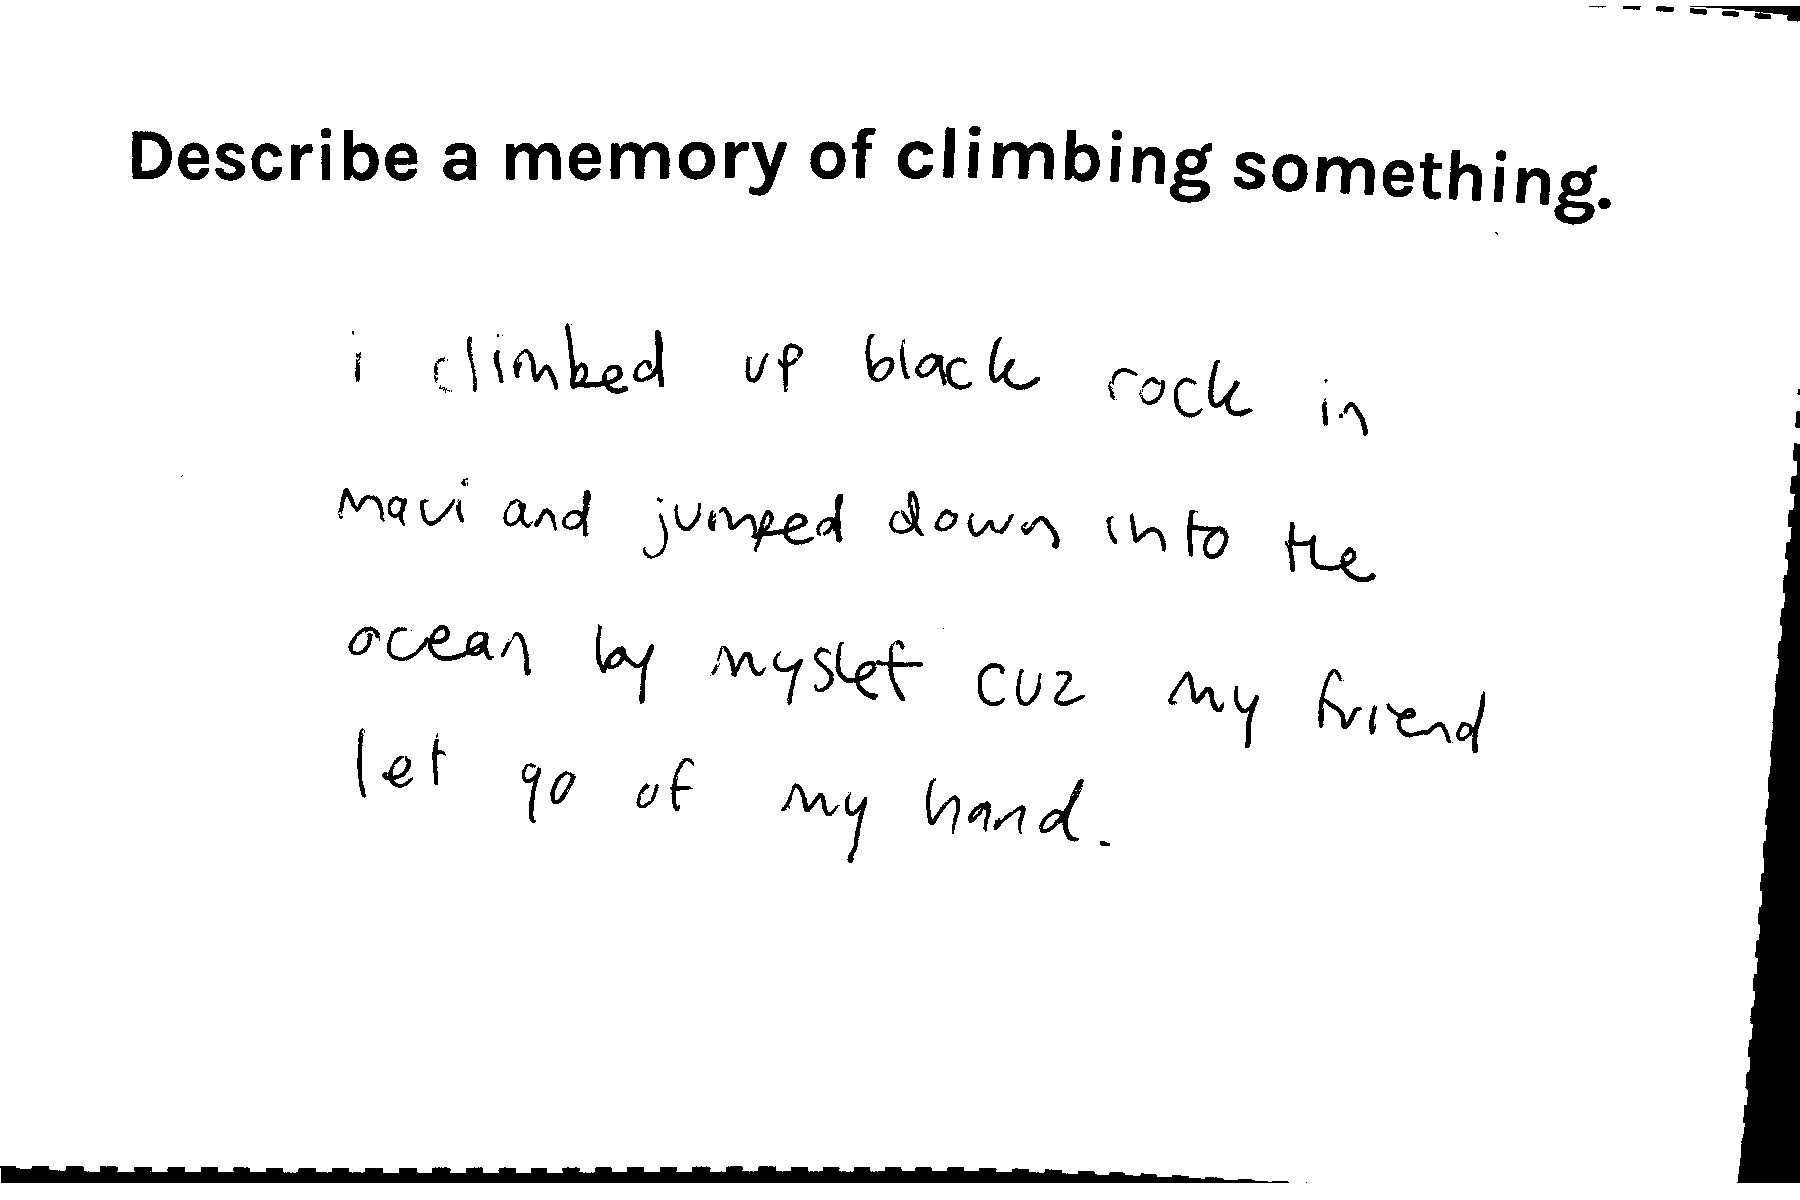 Describe a memory of climbing something.
i climbed up black rock in
maui and jumped down into the
ocean by myslef cuz my friend
let go of my hand.